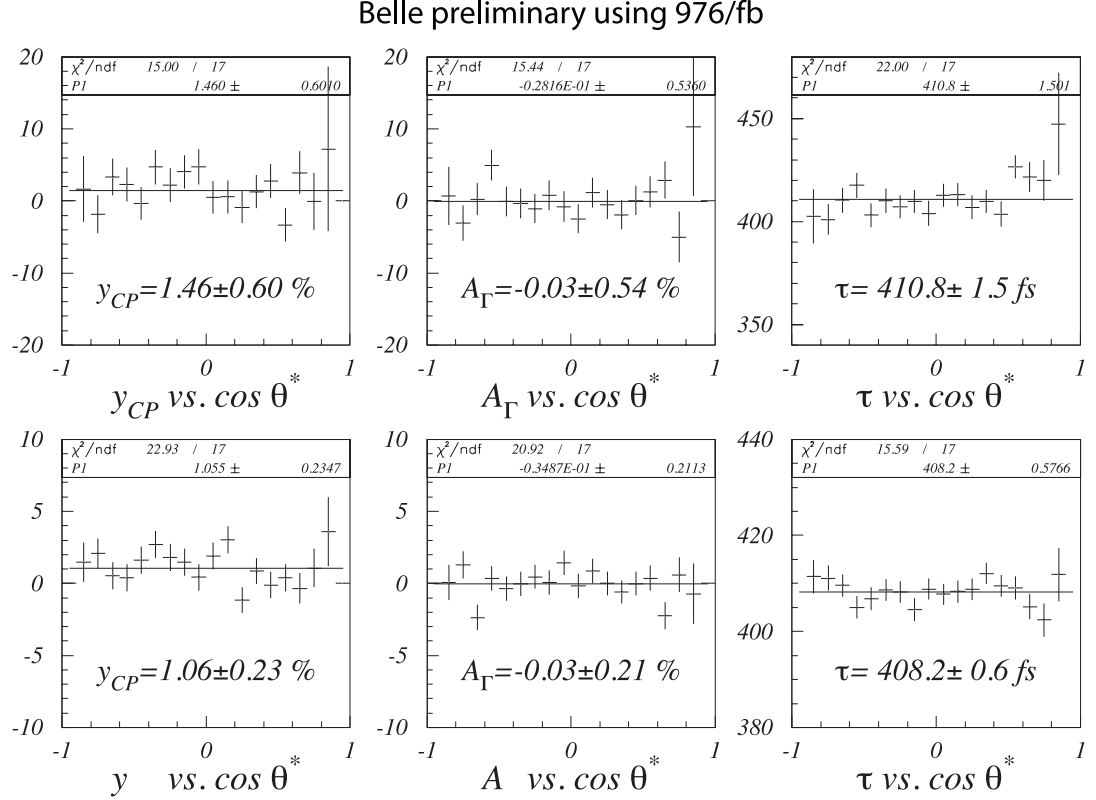 Belle preliminary using 976/fb
χ²/ndf 15.00 / 17
P1 1.460 ± 0.6010
20
10
0
-10
-20
y_CP=1.46±0.60 %
-1 0 1
y_CP vs. cos θ*
χ²/ndf 15.44 / 17
P1 -0.2816E-01 ± 0.5360
20
10
0
-10
-20
A_Γ=-0.03±0.54 %
-1 0 1
A_Γ vs. cos θ*
χ²/ndf 22.00 / 17
P1 410.8 ± 1.501
450
400
350
τ= 410.8± 1.5 fs
-1 0 1
τ vs. cos θ*
χ²/ndf 22.93 / 17
P1 1.055 ± 0.2347
10
5
0
-5
-10
y_CP=1.06±0.23 %
-1 0 1
y vs. cos θ*
χ²/ndf 20.92 / 17
P1 -0.3487E-01 ± 0.2113
10
5
0
-5
-10
A_Γ=-0.03±0.21 %
-1 0 1
A vs. cos θ*
χ²/ndf 15.59 / 17
P1 408.2 ± 0.5766
440
420
400
380
τ= 408.2± 0.6 fs
-1 0 1
τ vs. cos θ*